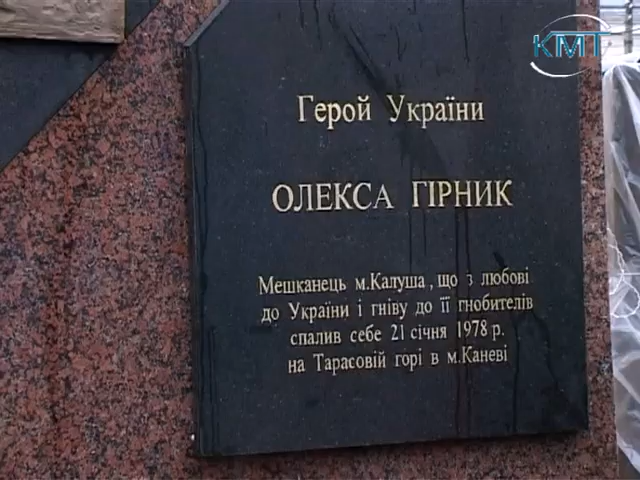 КМТ
Герой України
ОЛЕКСА ГІРНИК
Мешканець м.Калуша, що з любові
до України і гніву до її гнобителів
спалив себе 21 січня 1978 р.
на Тарасовій горі в м.Каневі